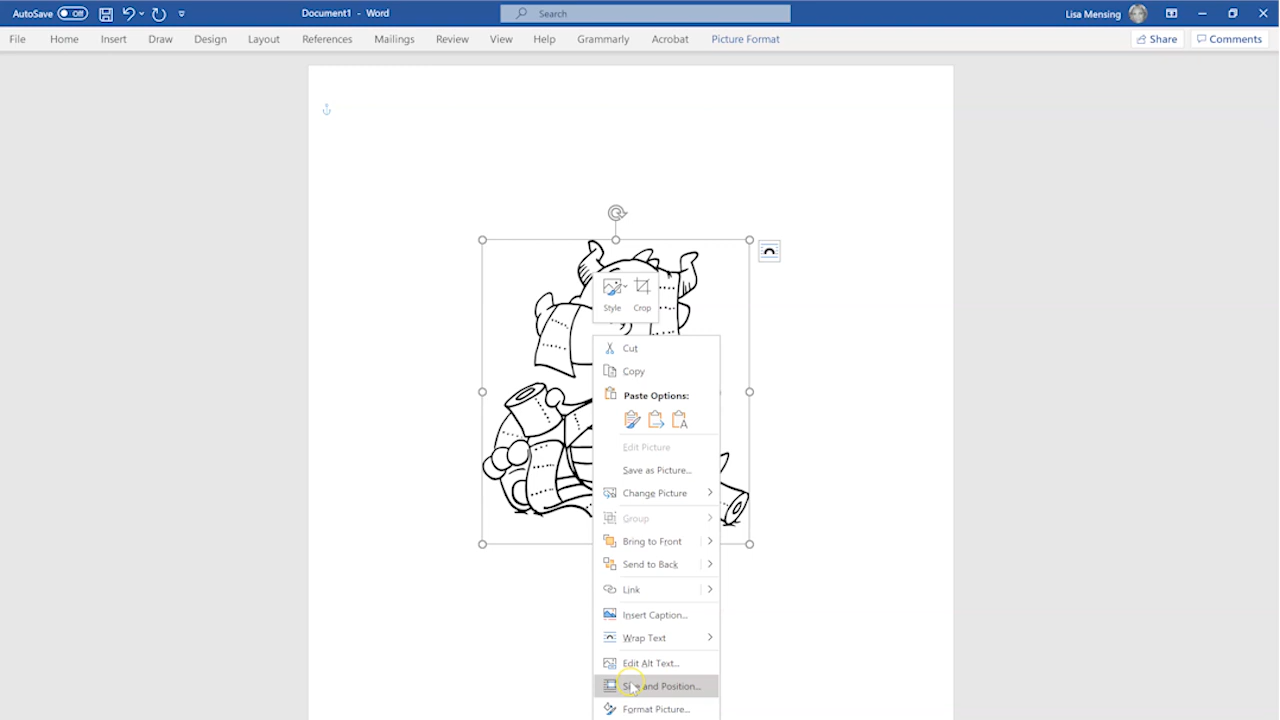 AutoSave Off Document1 - Word Search Lisa Mensing
File Home Insert Draw Design Layout References Mailings Review View Help Grammarly Acrobat Picture Format Share Comments
Style Crop
Cut
Copy
Paste Options:
Edit Picture
Save as Picture...
Change Picture
Group
Bring to Front
Send to Back
Link
Insert Caption...
Wrap Text
Edit Alt Text...
Size and Position...
Format Picture...